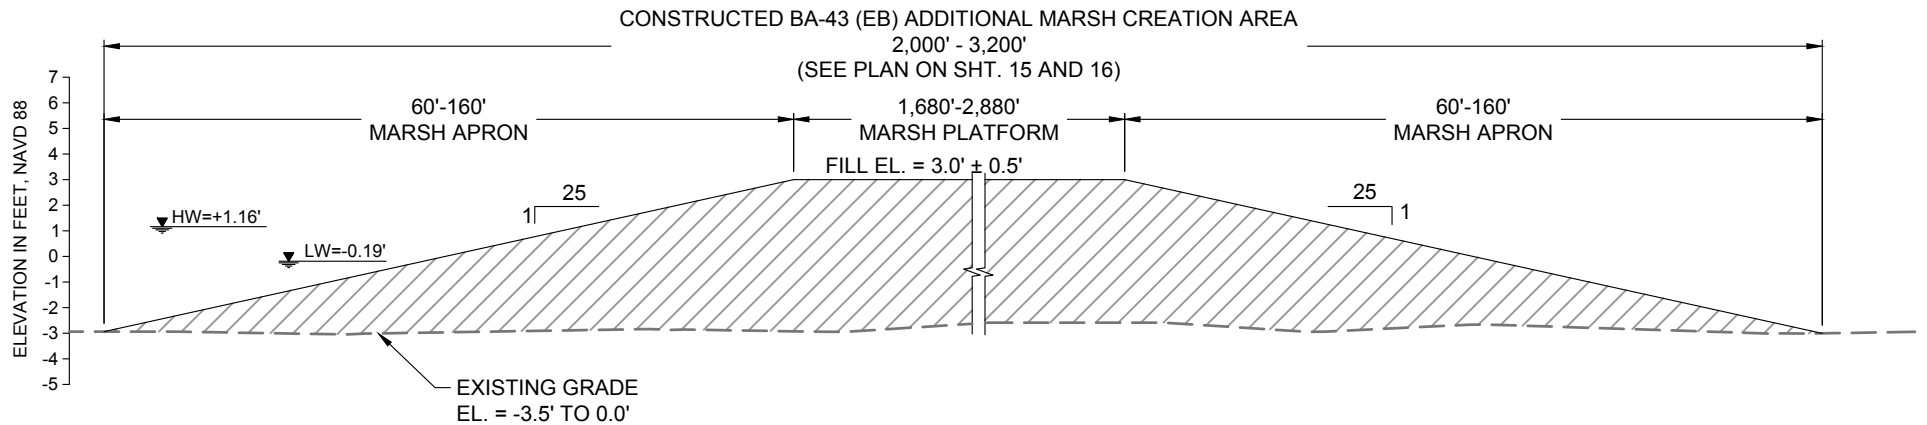 CONSTRUCTED BA-43 (EB) ADDITIONAL MARSH CREATION AREA
2,000' - 3,200'
(SEE PLAN ON SHT. 15 AND 16)
60'-160'
MARSH APRON
1,680'-2,880'
MARSH PLATFORM
60'-160'
MARSH APRON
FILL EL. = 3.0' ± 0.5'
ELEVATION IN FEET, NAVD 88
7
6
5
4
3
2
1
0
-1
-2
-3
-4
-5
HW=+1.16'
LW=-0.19'
25
1
25
1
EXISTING GRADE
EL. = -3.5' TO 0.0'